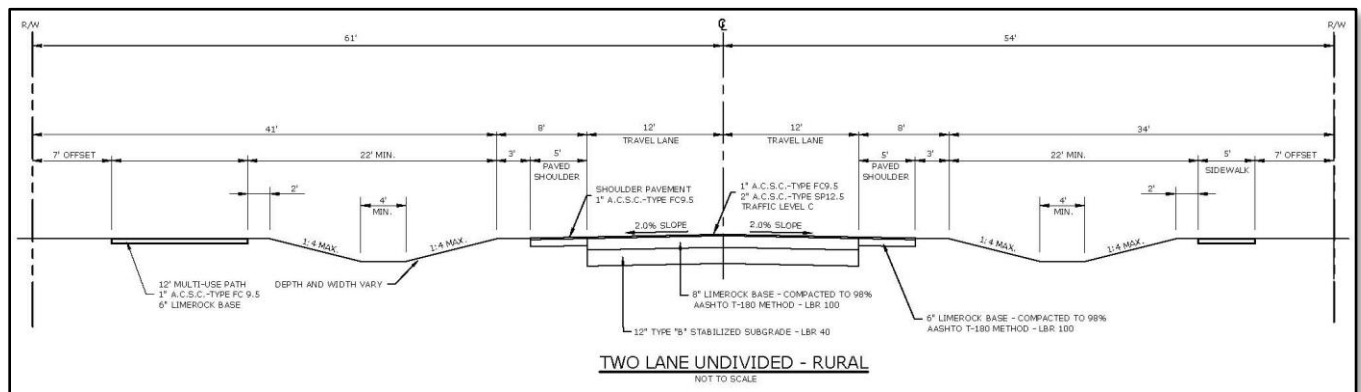 R/W
℄
R/W
61'
54'
41'
8'
12'
TRAVEL LANE
12'
TRAVEL LANE
8'
34'
7' OFFSET
22' MIN.
3'
5'
PAVED
SHOULDER
5'
PAVED
SHOULDER
3'
22' MIN.
5'
SIDEWALK
7' OFFSET
2'
4'
MIN.
SHOULDER PAVEMENT
1" A.C.S.C.-TYPE FC9.5
1" A.C.S.C.-TYPE FC9.5
2" A.C.S.C.-TYPE SP12.5
TRAFFIC LEVEL C
2'
4'
MIN.
2.0% SLOPE
2.0% SLOPE
1:4 MAX.
1:4 MAX.
1:4 MAX.
1:4 MAX.
12' MULTI-USE PATH
1" A.C.S.C.-TYPE FC 9.5
6" LIMEROCK BASE
DEPTH AND WIDTH VARY
8" LIMEROCK BASE - COMPACTED TO 98%
AASHTO T-180 METHOD - LBR 100
6" LIMEROCK BASE - COMPACTED TO 98%
AASHTO T-180 METHOD - LBR 100
12" TYPE "B" STABILIZED SUBGRADE - LBR 40
TWO LANE UNDIVIDED - RURAL
NOT TO SCALE